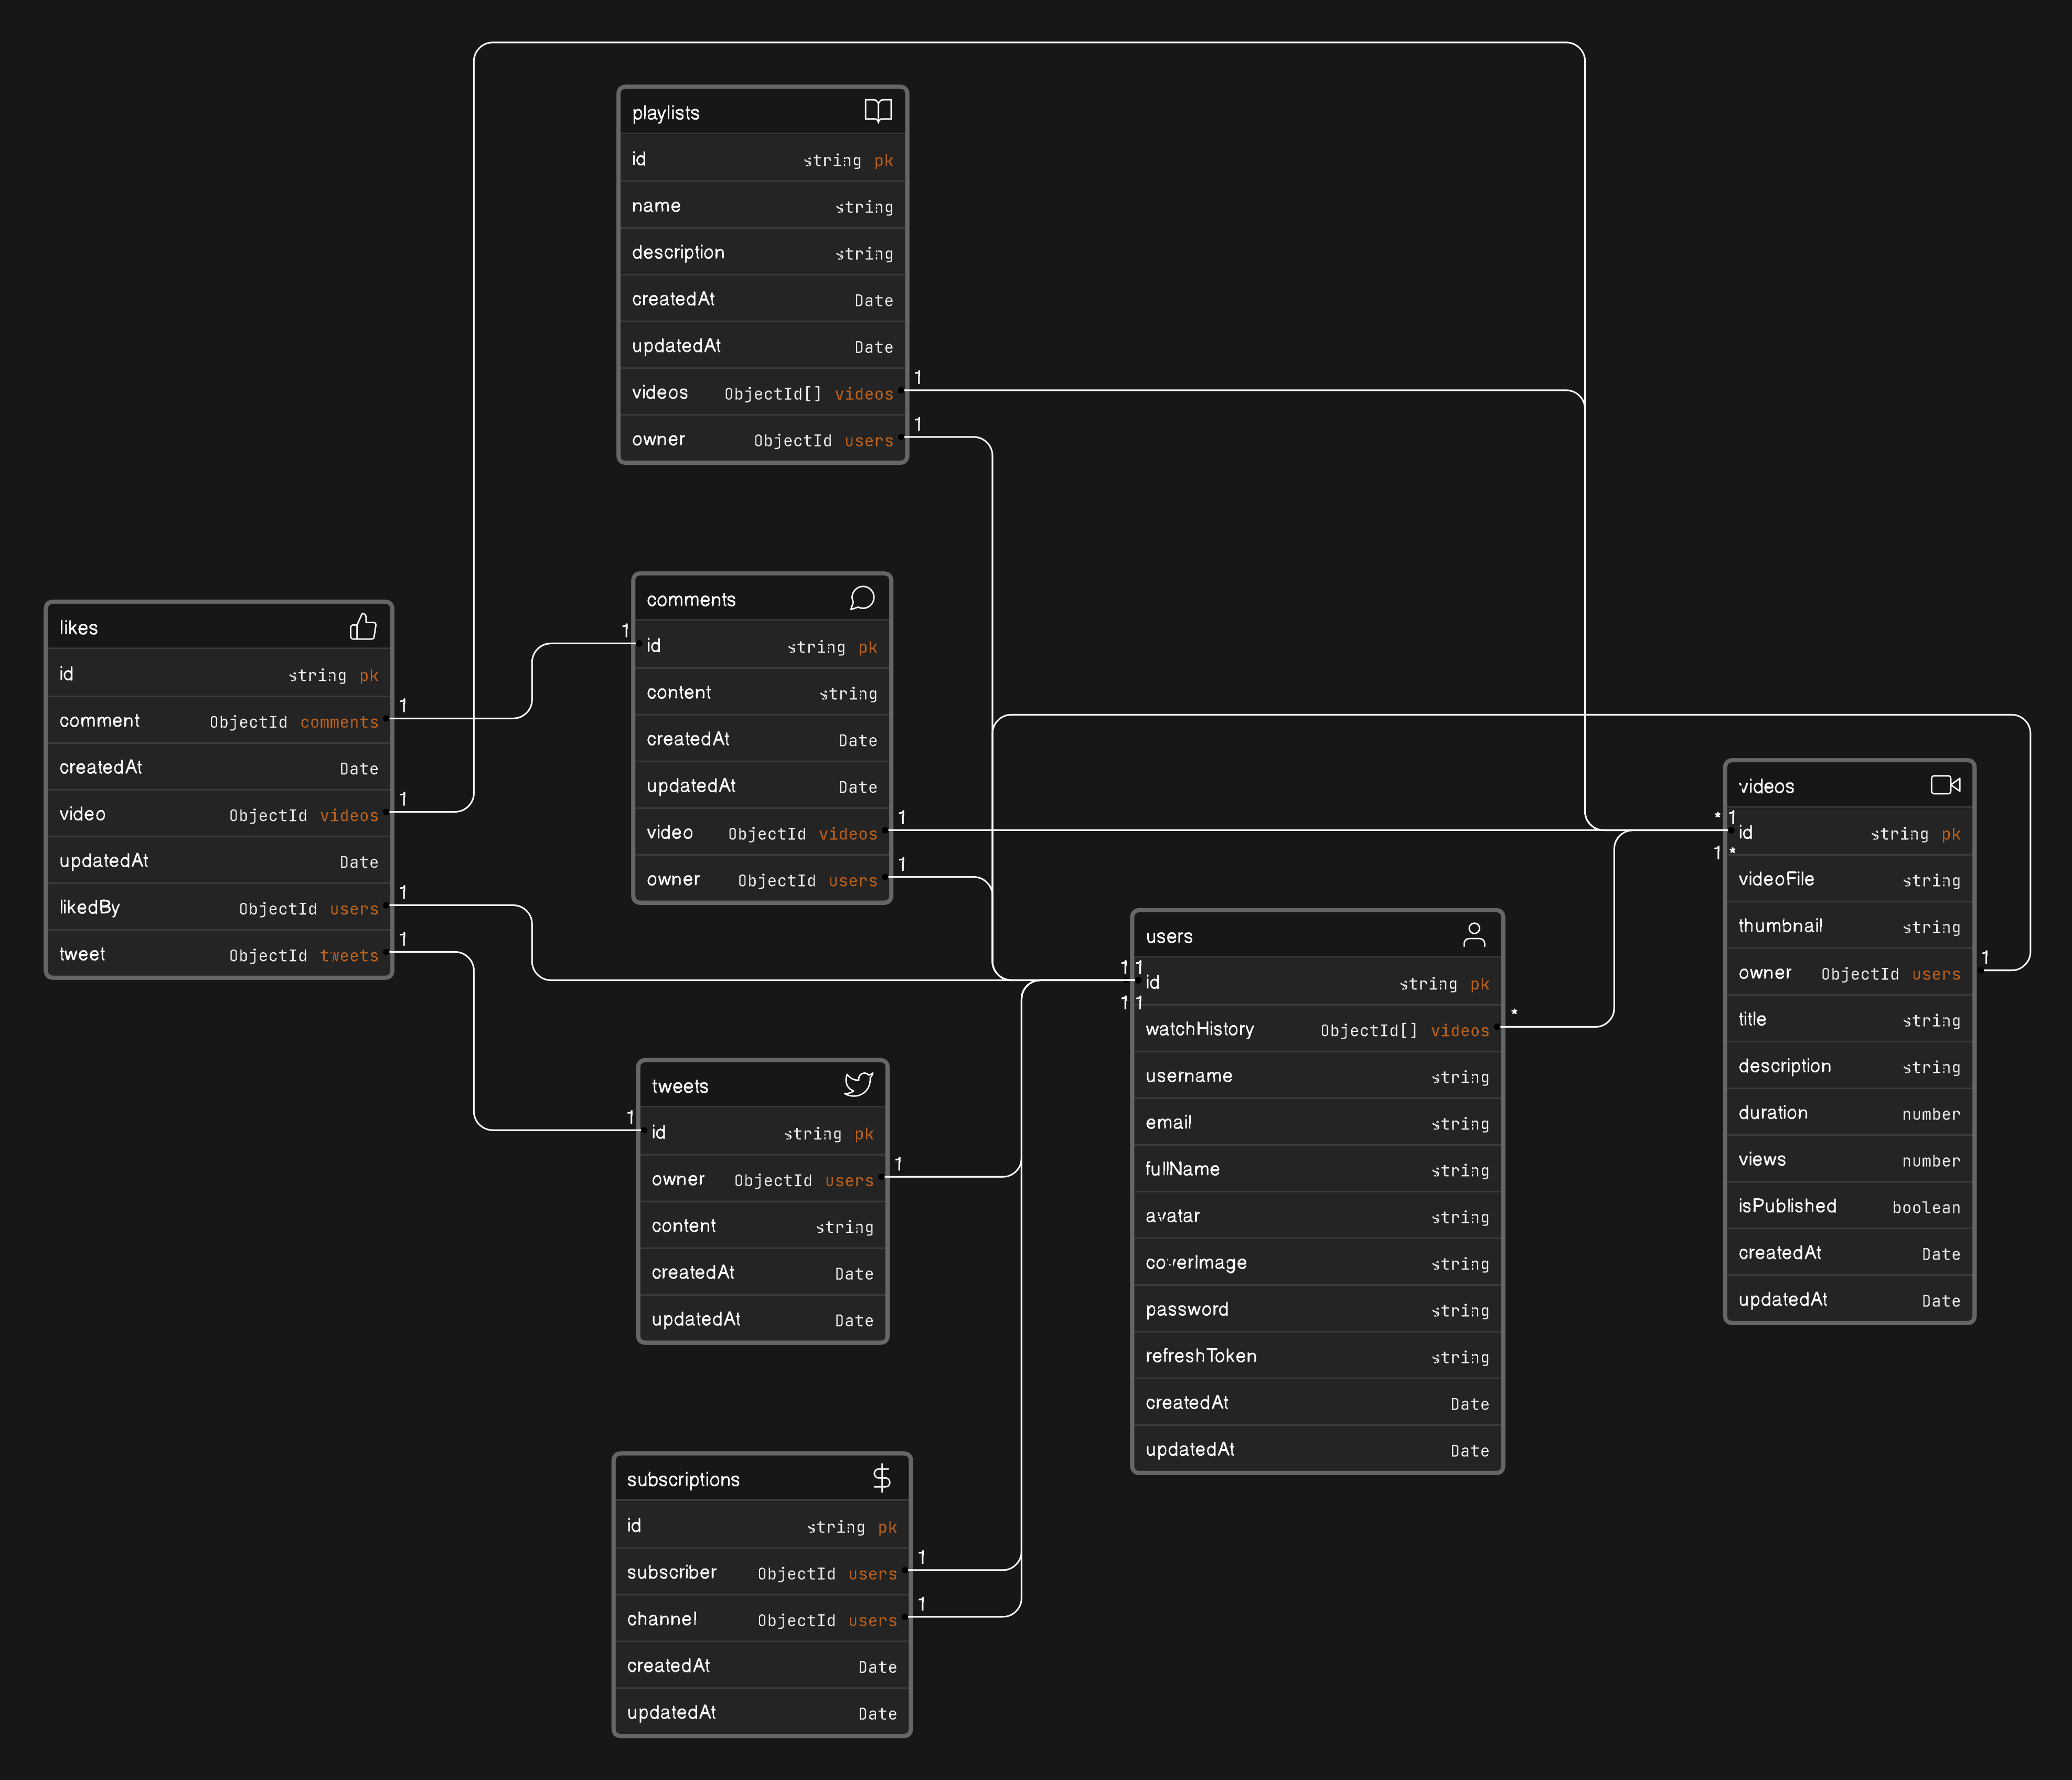 playlists
id string pk
name string
description string
createdAt Date
updatedAt Date
videos ObjectId[] videos 1
owner ObjectId users 1
likes
id string pk
comment ObjectId comments 1
createdAt Date
video ObjectId videos 1
updatedAt Date
likedBy ObjectId users 1
tweet ObjectId tweets 1
comments
1 id string pk
content string
createdAt Date
updatedAt Date
video ObjectId videos 1
owner ObjectId users 1
tweets
1 id string pk
owner ObjectId users 1
content string
createdAt Date
updatedAt Date
subscriptions
id string pk
subscriber ObjectId users 1
channel ObjectId users 1
createdAt Date
updatedAt Date
users
1 1
id string pk
1 1
watchHistory ObjectId[] videos *
username string
email string
fullName string
avatar string
coverImage string
password string
refreshToken string
createdAt Date
updatedAt Date
videos
* 1
id string pk
1 *
videoFile string
thumbnail string
owner ObjectId users 1
title string
description string
duration number
views number
isPublished boolean
createdAt Date
updatedAt Date